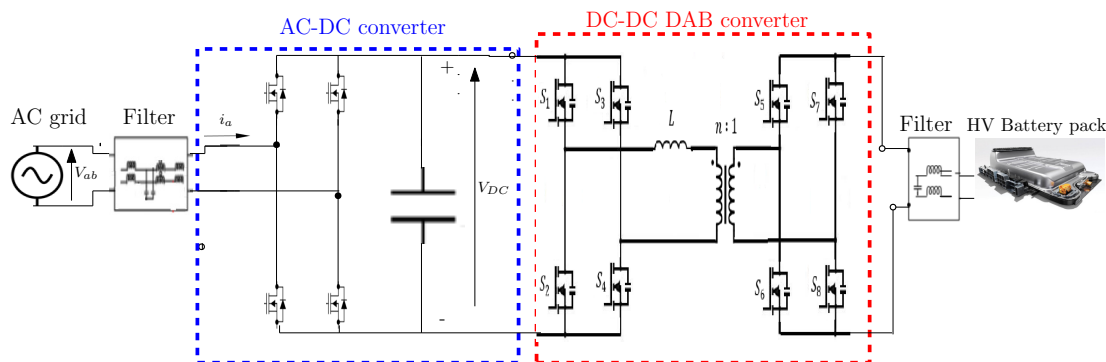 AC-DC converter
DC-DC DAB converter
AC grid
Filter
i_a
V_ab
+
V_DC
-
S_1
S_3
S_2
S_4
L
n:1
S_5
S_7
S_6
S_8
Filter
HV Battery pack